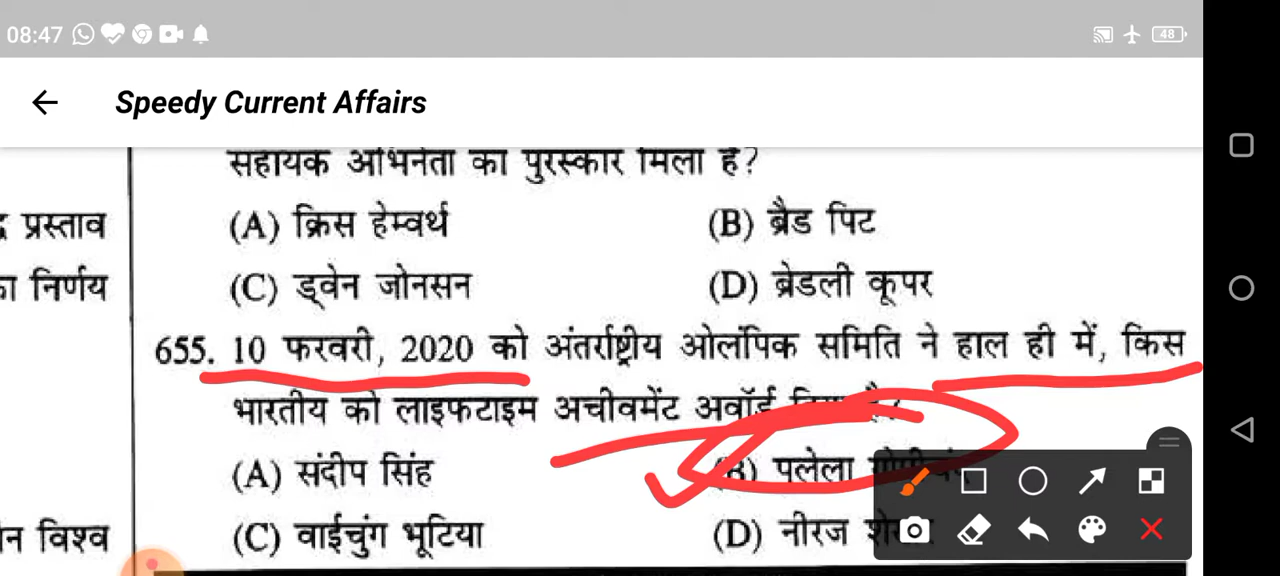 08:47
48
Speedy Current Affairs
सहायक अभिनेता का पुरस्कार मिला है?
प्रस्ताव
(A) क्रिस हेम्वर्थ (B) ब्रैड पिट
निर्णय
(C) ड्वेन जोनसन (D) ब्रेडली कूपर
655. 10 फरवरी, 2020 को अंतर्राष्ट्रीय ओलंपिक समिति ने हाल ही में, किस
भारतीय को लाइफटाइम अचीवमेंट अवॉर्ड है?
(A) संदीप सिंह (B) पलेला
विश्व
(C) वाईचुंग भूटिया (D) नीरज